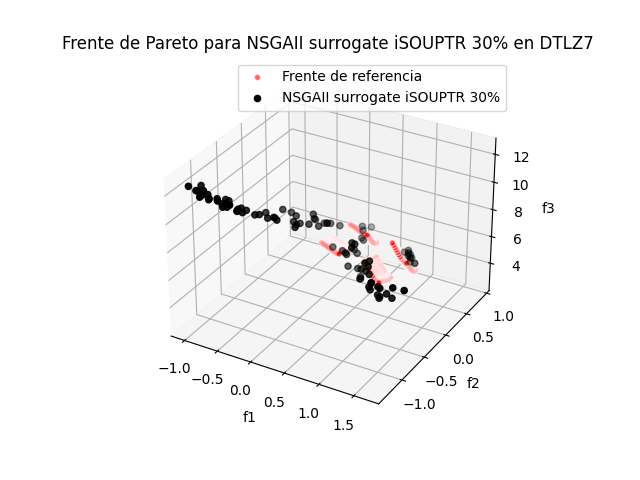 Frente de Pareto para NSGAII surrogate iSOUPTR 30% en DTLZ7
Frente de referencia
NSGAII surrogate iSOUPTR 30%
12
10
8
6
4
f3
1.0
0.5
0.0
−0.5
−1.0
f2
−1.0
−0.5
0.0
0.5
1.0
1.5
f1